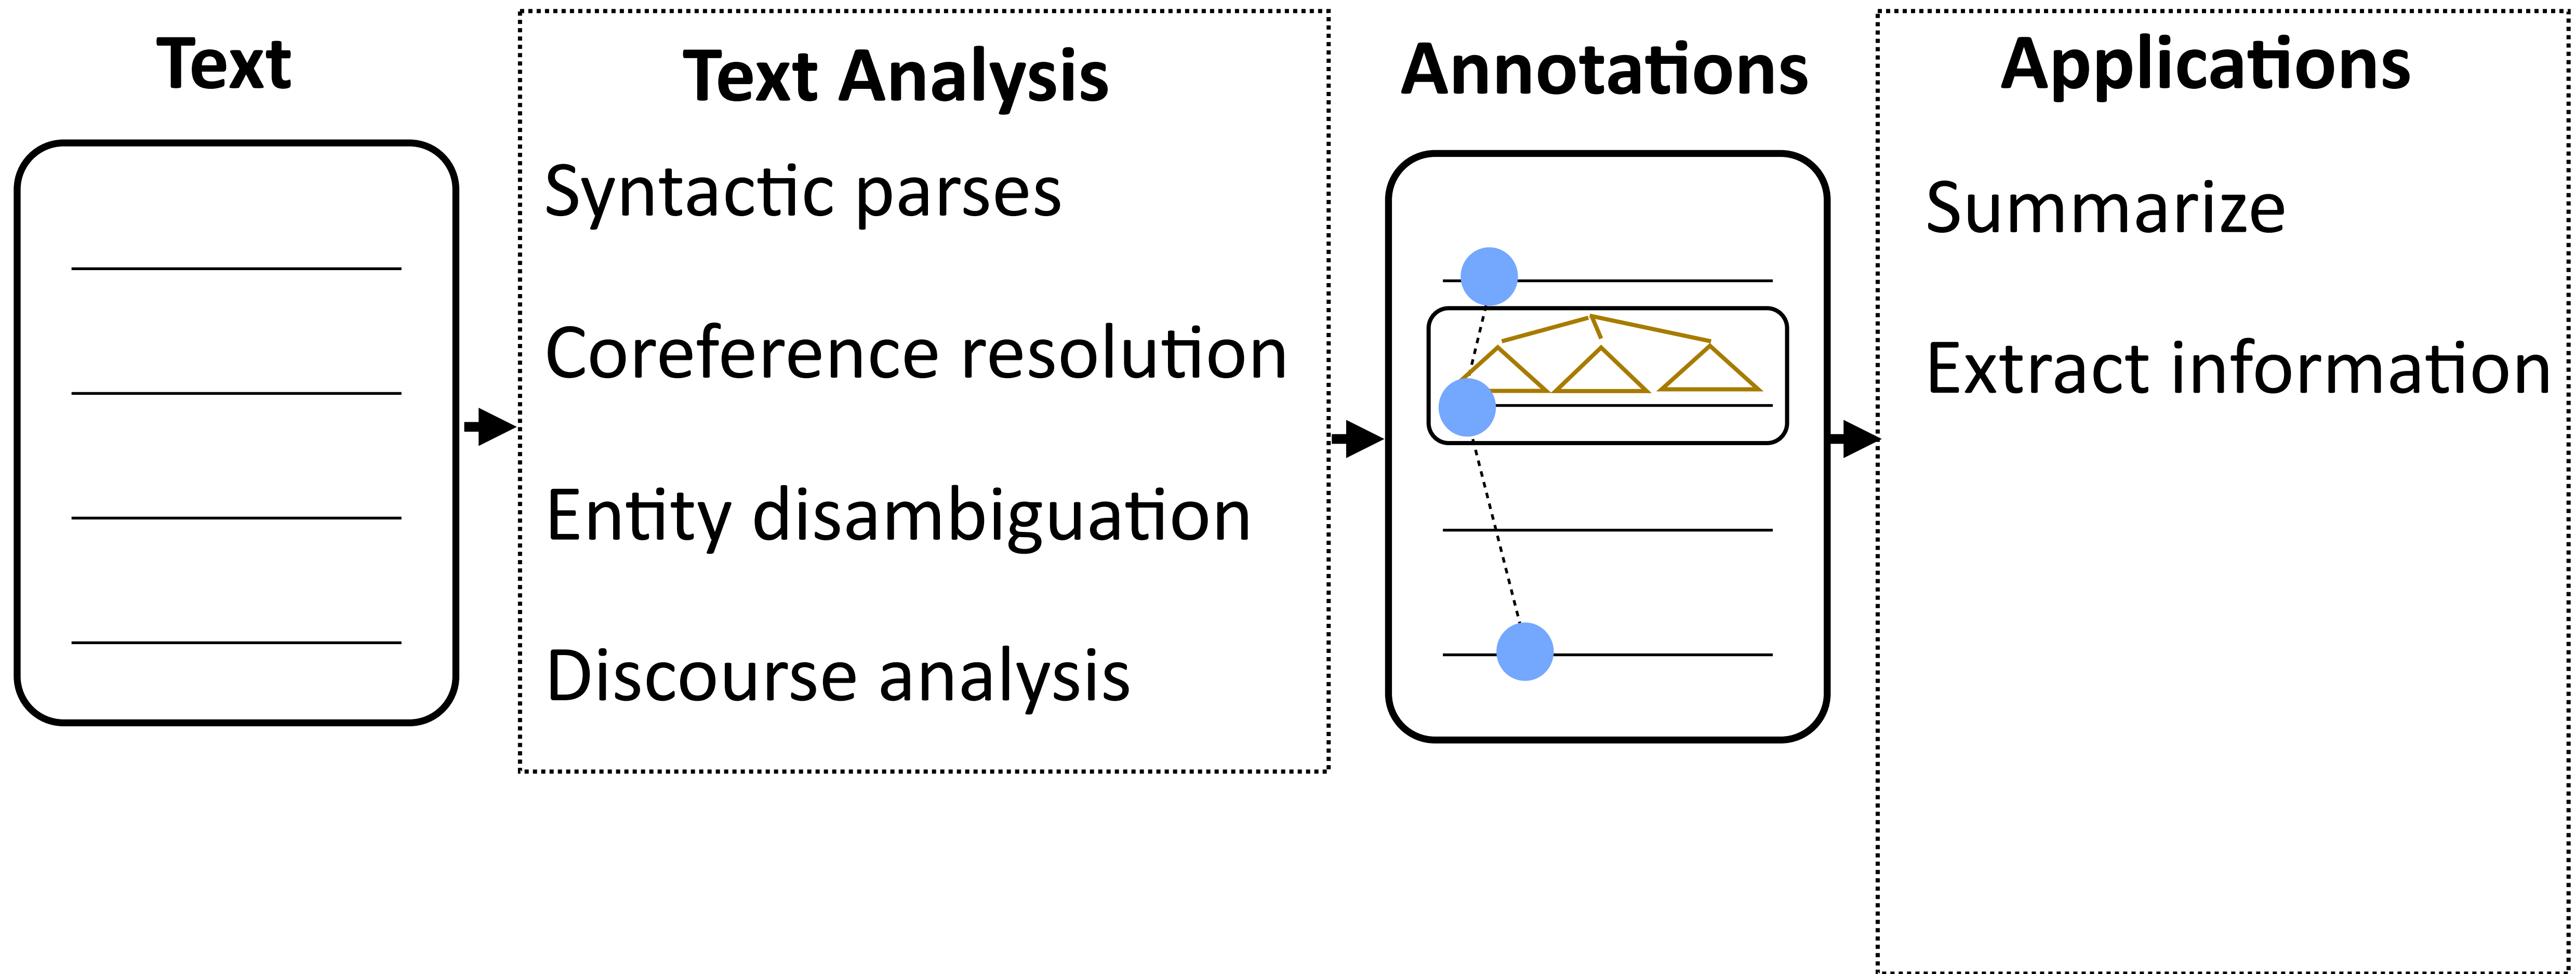 Text
Text Analysis
Syntactic parses
Coreference resolution
Entity disambiguation
Discourse analysis
Annotations
Applications
Summarize
Extract information